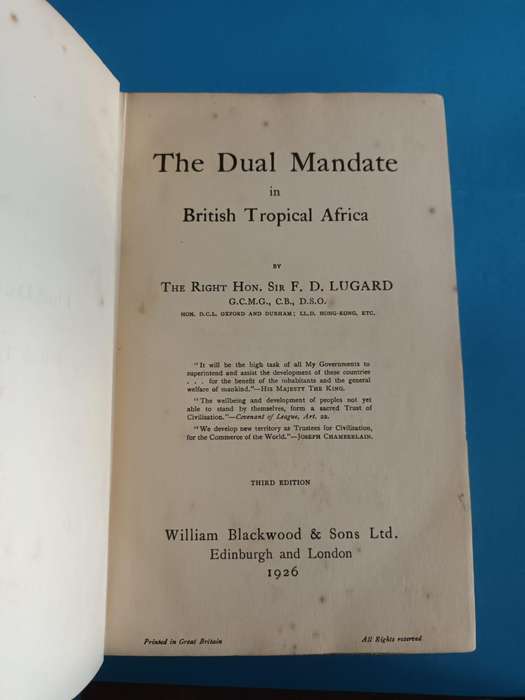 The Dual Mandate
in
British Tropical Africa
BY
THE RIGHT HON. SIR F. D. LUGARD
G.C.M.G., C.B., D.S.O.
HON. D.C.L. OXFORD AND DURHAM; LL.D. HONG-KONG, ETC.
"It will be the high task of all My Governments to
superintend and assist the development of these countries
. . . for the benefit of the inhabitants and the general
welfare of mankind."—HIS MAJESTY THE KING.
"The wellbeing and development of peoples not yet
able to stand by themselves, form a sacred Trust of
Civilisation."—Covenant of League, Art. 22.
"We develop new territory as Trustees for Civilisation,
for the Commerce of the World."—JOSEPH CHAMBERLAIN.
THIRD EDITION
William Blackwood & Sons Ltd.
Edinburgh and London
1926
Printed in Great Britain
All Rights reserved